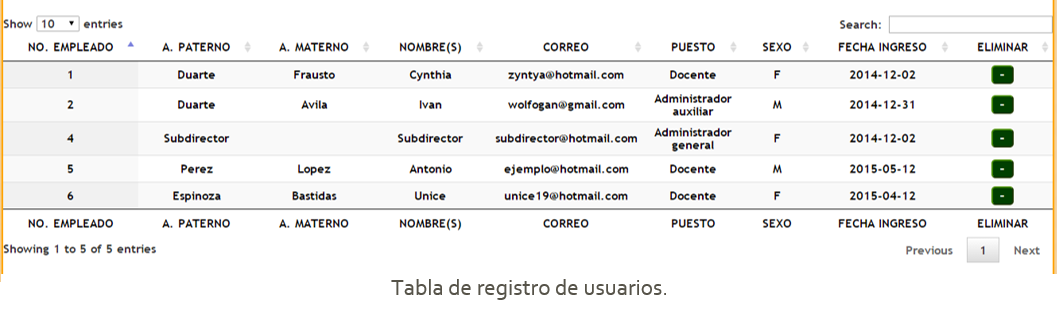 Show 10 entries Search:
NO. EMPLEADO A. PATERNO A. MATERNO NOMBRE(S) CORREO PUESTO SEXO FECHA INGRESO ELIMINAR
1 Duarte Frausto Cynthia zyntya@hotmail.com Docente F 2014-12-02 -
2 Duarte Avila Ivan wolfogan@gmail.com Administrador auxiliar M 2014-12-31 -
4 Subdirector Subdirector subdirector@hotmail.com Administrador general F 2014-12-02 -
5 Perez Lopez Antonio ejemplo@hotmail.com Docente M 2015-05-12 -
6 Espinoza Bastidas Unice unice19@hotmail.com Docente F 2015-04-12 -
NO. EMPLEADO A. PATERNO A. MATERNO NOMBRE(S) CORREO PUESTO SEXO FECHA INGRESO ELIMINAR
Showing 1 to 5 of 5 entries Previous 1 Next
Tabla de registro de usuarios.